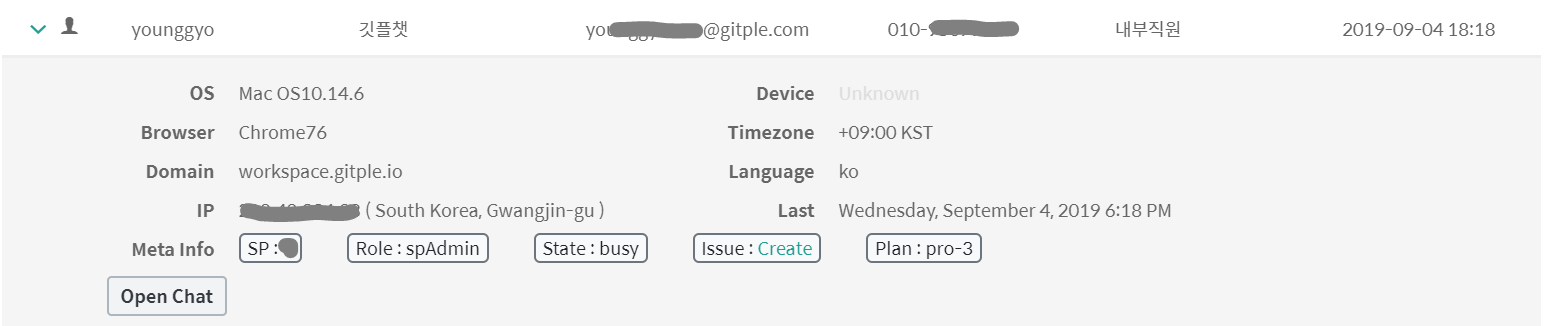 younggyo 깃플챗 @gitple.com 010- 내부직원 2019-09-04 18:18
OS Mac OS10.14.6 Device Unknown
Browser Chrome76 Timezone +09:00 KST
Domain workspace.gitple.io Language ko
IP ( South Korea, Gwangjin-gu ) Last Wednesday, September 4, 2019 6:18 PM
Meta Info SP : Role : spAdmin State : busy Issue : Create Plan : pro-3
Open Chat